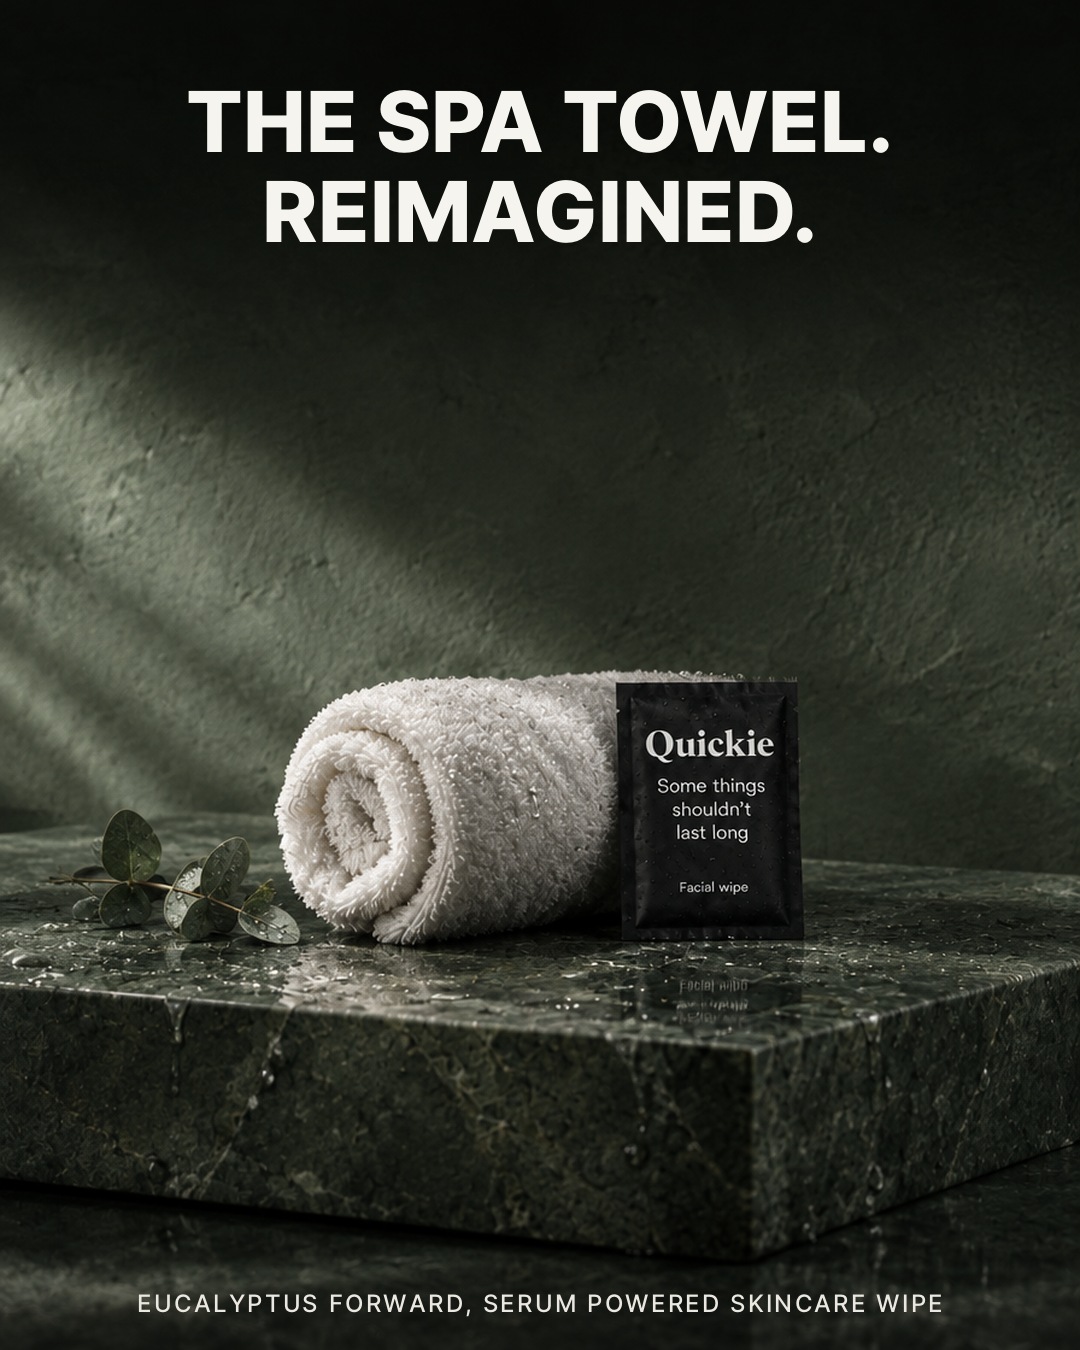 THE SPA TOWEL.
REIMAGINED.
Quickie
Some things
shouldn’t
last long
Facial wipe
EUCALYPTUS FORWARD, SERUM POWERED SKINCARE WIPE